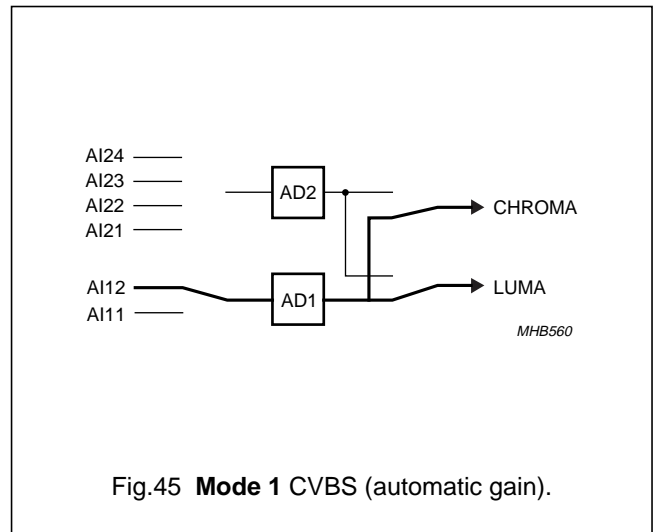 AI24
AI23
AI22
AI21
AD2
CHROMA
AI12
AI11
AD1
LUMA
MHB560
Fig.45 Mode 1 CVBS (automatic gain).